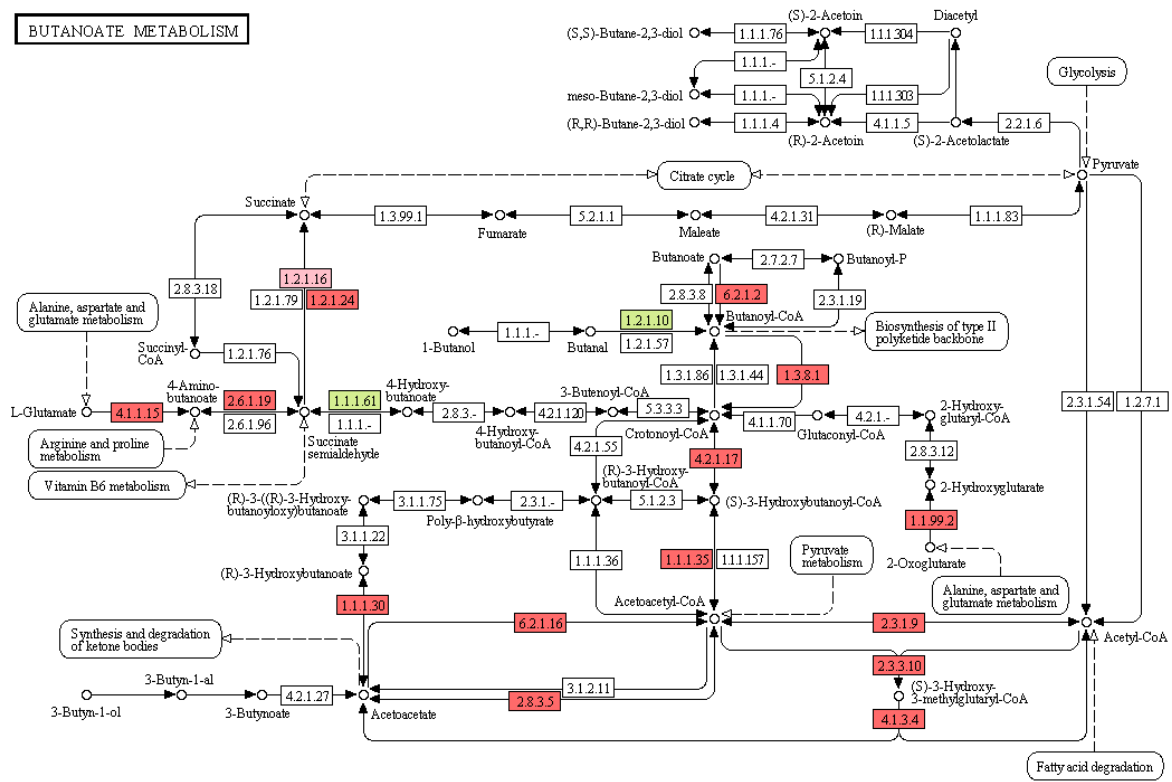 BUTANOATE METABOLISM
(S)-2-Acetoin
Diacetyl
(S,S)-Butane-2,3-diol
1.1.1.76
1.1.1.304
1.1.1.-
5.1.2.4
Glycolysis
meso-Butane-2,3-diol
1.1.1.-
1.1.1.303
(R,R)-Butane-2,3-diol
1.1.1.4
4.1.1.5
2.2.1.6
(R)-2-Acetoin
(S)-2-Acetolactate
Pyruvate
Citrate cycle
Succinate
1.3.99.1
5.2.1.1
4.2.1.31
1.1.1.83
Fumarate
Maleate
(R)-Malate
Butanoate
2.7.2.7
Butanoyl-P
2.8.3.18
1.2.1.16
1.2.1.79
1.2.1.24
2.8.3.8
6.2.1.2
2.3.1.19
Alanine, aspartate and
glutamate metabolism
1.2.1.10
Butanoyl-CoA
1.1.1.-
1.2.1.57
1-Butanol
Butanal
Biosynthesis of type II
polyketide backbone
Succinyl-
CoA
1.2.1.76
1.3.1.86
1.3.1.44
1.3.8.1
4-Amino-
butanoate
4-Hydroxy-
butanoate
3-Butenoyl-CoA
2-Hydroxy-
glutaryl-CoA
L-Glutamate
4.1.1.15
2.6.1.19
2.6.1.96
1.1.1.61
1.1.1.-
2.8.3.-
4.2.1.120
5.3.3.3
4.1.1.70
4.2.1.-
2.3.1.54
1.2.7.1
Succinate
semialdehyde
4-Hydroxy-
butanoyl-CoA
Crotonoyl-CoA
Glutaconyl-CoA
Arginine and proline
metabolism
4.2.1.55
4.2.1.17
2.8.3.12
Vitamin B6 metabolism
(R)-3-Hydroxy-
butanoyl-CoA
2-Hydroxyglutarate
(R)-3-((R)-3-Hydroxy-
butanoyloxy)butanoate
3.1.1.75
2.3.1.-
5.1.2.3
(S)-3-Hydroxybutanoyl-CoA
Poly-β-hydroxybutyrate
1.1.99.2
3.1.1.22
1.1.1.36
1.1.1.35
1.1.1.157
Pyruvate
metabolism
2-Oxoglutarate
(R)-3-Hydroxybutanoate
1.1.1.30
Acetoacetyl-CoA
Alanine, aspartate and
glutamate metabolism
Synthesis and degradation
of ketone bodies
6.2.1.16
2.3.1.9
Acetyl-CoA
2.3.3.10
3-Butyn-1-al
3-Butyn-1-ol
3-Butynoate
4.2.1.27
Acetoacetate
3.1.2.11
2.8.3.5
(S)-3-Hydroxy-
3-methylglutaryl-CoA
4.1.3.4
Fatty acid degradation